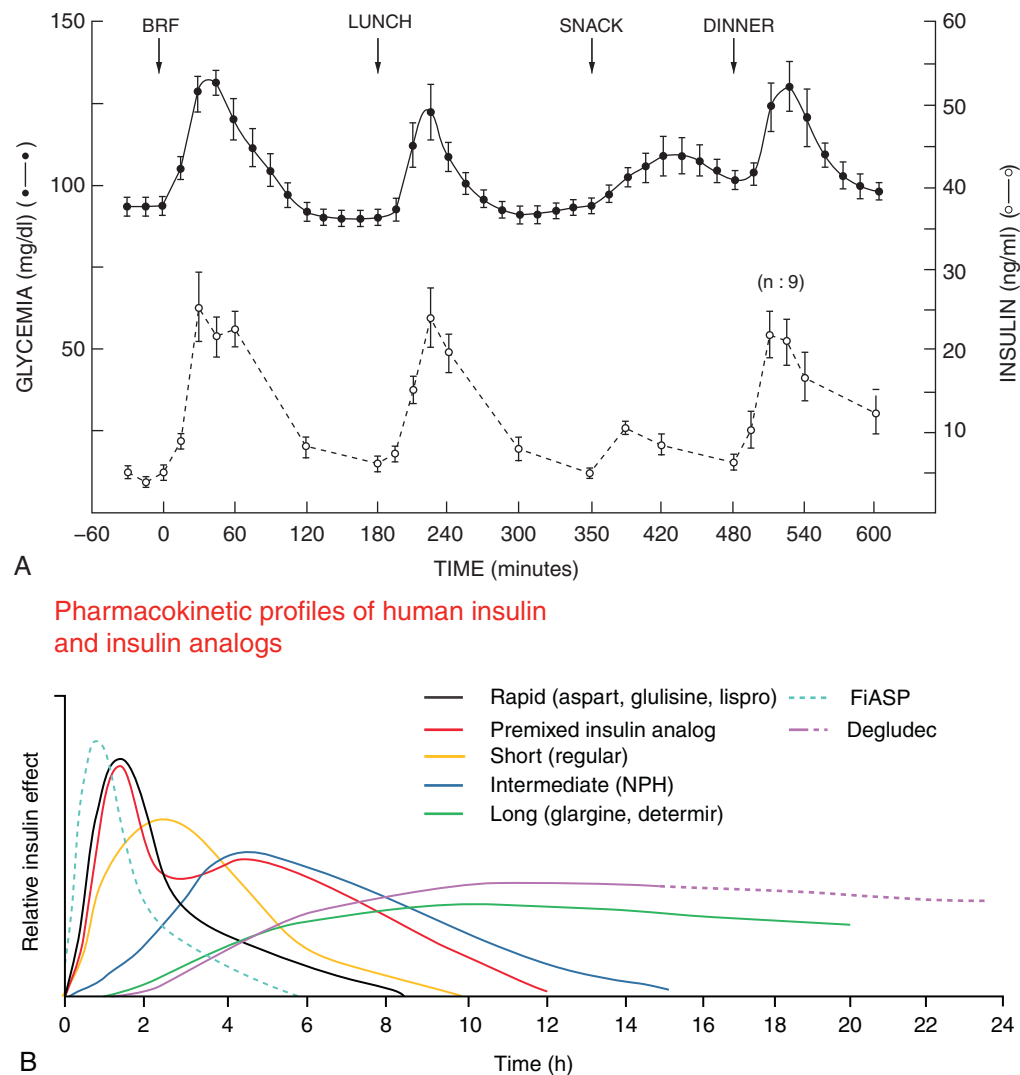 150
BRF
LUNCH
SNACK
DINNER
60
50
100
40
30
(n : 9)
50
20
10
GLYCEMIA (mg/dl) (●—●)
INSULIN (ng/ml) (○—○)
−60 0 60 120 180 240 300 350 420 480 540 600
TIME (minutes)
A
Pharmacokinetic profiles of human insulin
and insulin analogs
Rapid (aspart, glulisine, lispro)
Premixed insulin analog
Short (regular)
Intermediate (NPH)
Long (glargine, determir)
FiASP
Degludec
Relative insulin effect
0 2 4 6 8 10 12 14 16 20 22 24
Time (h)
B